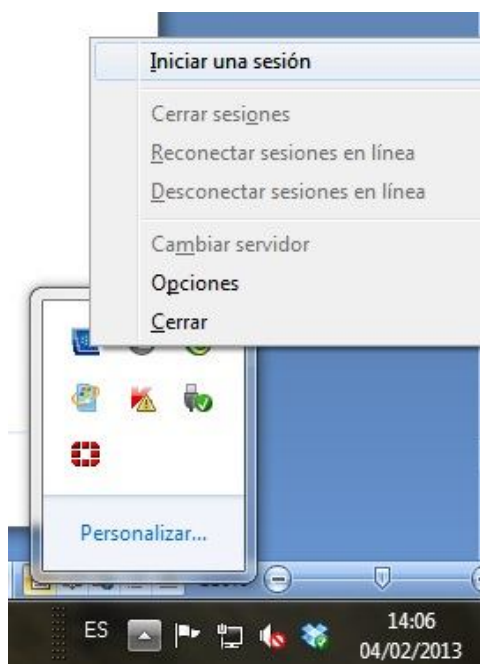 Iniciar una sesión
Cerrar sesiones
Reconectar sesiones en línea
Desconectar sesiones en línea
Cambiar servidor
Opciones
Cerrar
Personalizar...
ES
14:06
04/02/2013